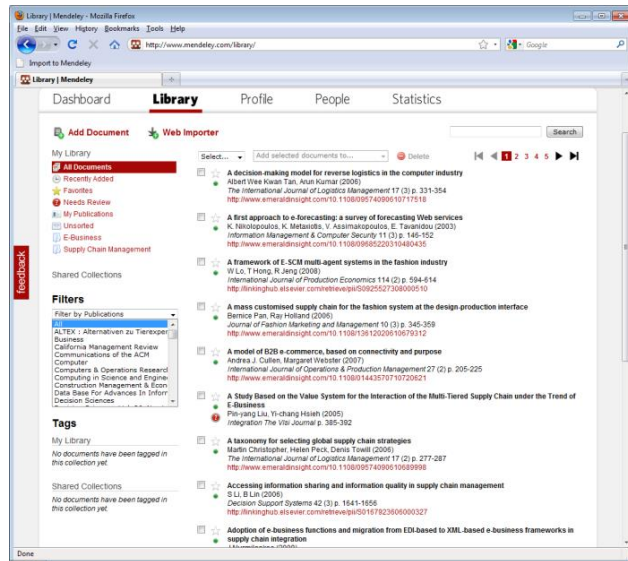 Library | Mendeley - Mozilla Firefox
File Edit View History Bookmarks Tools Help
http://www.mendeley.com/library/
Google
Import to Mendeley
Library | Mendeley
Dashboard Library Profile People Statistics
Add Document Web Importer
Search
My Library
Select... Add selected documents to... Delete
1 2 3 4 5
All Documents
Recently Added
Favorites
Needs Review
My Publications
Unsorted
E-Business
Supply Chain Management
Shared Collections
feedback
Filters
Filter by Publications
All
ALTEX : Alternativen zu Tierexper
Business
California Management Review
Communications of the ACM
Computer
Computers & Operations Research
Computing in Science and Enginee
Construction Management & Econ
Data Base For Advances In Inform
Decision Sciences
Tags
My Library
No documents have been tagged in
this collection yet.
Shared Collections
No documents have been tagged in
this collection yet.
A decision-making model for reverse logistics in the computer industry
Albert Wee Kwan Tan, Arun Kumar (2006)
The International Journal of Logistics Management 17 (3) p. 331-354
http://www.emeraldinsight.com/10.1108/09574090610717518
A first approach to e-forecasting: a survey of forecasting Web services
K. Nikolopoulos, K. Metaxiotis, V. Assimakopoulos, E. Tavanidou (2003)
Information Management & Computer Security 11 (3) p. 146-152
http://www.emeraldinsight.com/10.1108/09685220310480435
A framework of E-SCM multi-agent systems in the fashion industry
W Lo, T Hong, R Jeng (2008)
International Journal of Production Economics 114 (2) p. 594-614
http://linkinghub.elsevier.com/retrieve/pii/S0925527308000510
A mass customised supply chain for the fashion system at the design-production interface
Bernice Pan, Ray Holland (2006)
Journal of Fashion Marketing and Management 10 (3) p. 345-359
http://www.emeraldinsight.com/10.1108/13612020610679312
A model of B2B e-commerce, based on connectivity and purpose
Andrea J. Cullen, Margaret Webster (2007)
International Journal of Operations & Production Management 27 (2) p. 205-225
http://www.emeraldinsight.com/10.1108/01443570710720621
A Study Based on the Value System for the Interaction of the Multi-Tiered Supply Chain under the Trend of
E-Business
Pin-yang Liu, Yi-chang Hsieh (2005)
Integration The Vlsi Journal p. 385-392
A taxonomy for selecting global supply chain strategies
Martin Christopher, Helen Peck, Denis Towill (2006)
The International Journal of Logistics Management 17 (2) p. 277-287
http://www.emeraldinsight.com/10.1108/09574090610689998
Accessing information sharing and information quality in supply chain management
S Li, B Lin (2006)
Decision Support Systems 42 (3) p. 1641-1656
http://linkinghub.elsevier.com/retrieve/pii/S0167923606000327
Adoption of e-business functions and migration from EDI-based to XML-based e-business frameworks in
supply chain integration
Done